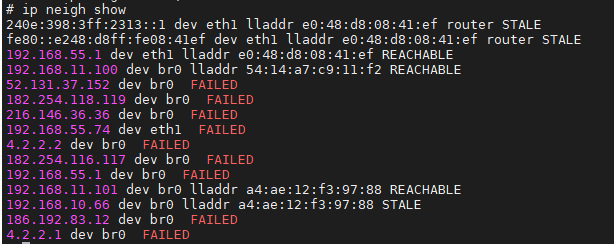 # ip neigh show
240e:398:3ff:2313::1 dev eth1 lladdr e0:48:d8:08:41:ef router STALE
fe80::e248:d8ff:fe08:41ef dev eth1 lladdr e0:48:d8:08:41:ef router STALE
192.168.55.1 dev eth1 lladdr e0:48:d8:08:41:ef REACHABLE
192.168.11.100 dev br0 lladdr 54:14:a7:c9:11:f2 REACHABLE
52.131.37.152 dev br0  FAILED
182.254.118.119 dev br0  FAILED
216.146.36.36 dev br0  FAILED
192.168.55.74 dev eth1  FAILED
4.2.2.2 dev br0  FAILED
182.254.116.117 dev br0  FAILED
192.168.55.1 dev br0  FAILED
192.168.11.101 dev br0 lladdr a4:ae:12:f3:97:88 REACHABLE
192.168.10.66 dev br0 lladdr a4:ae:12:f3:97:88 STALE
186.192.83.12 dev br0  FAILED
4.2.2.1 dev br0  FAILED